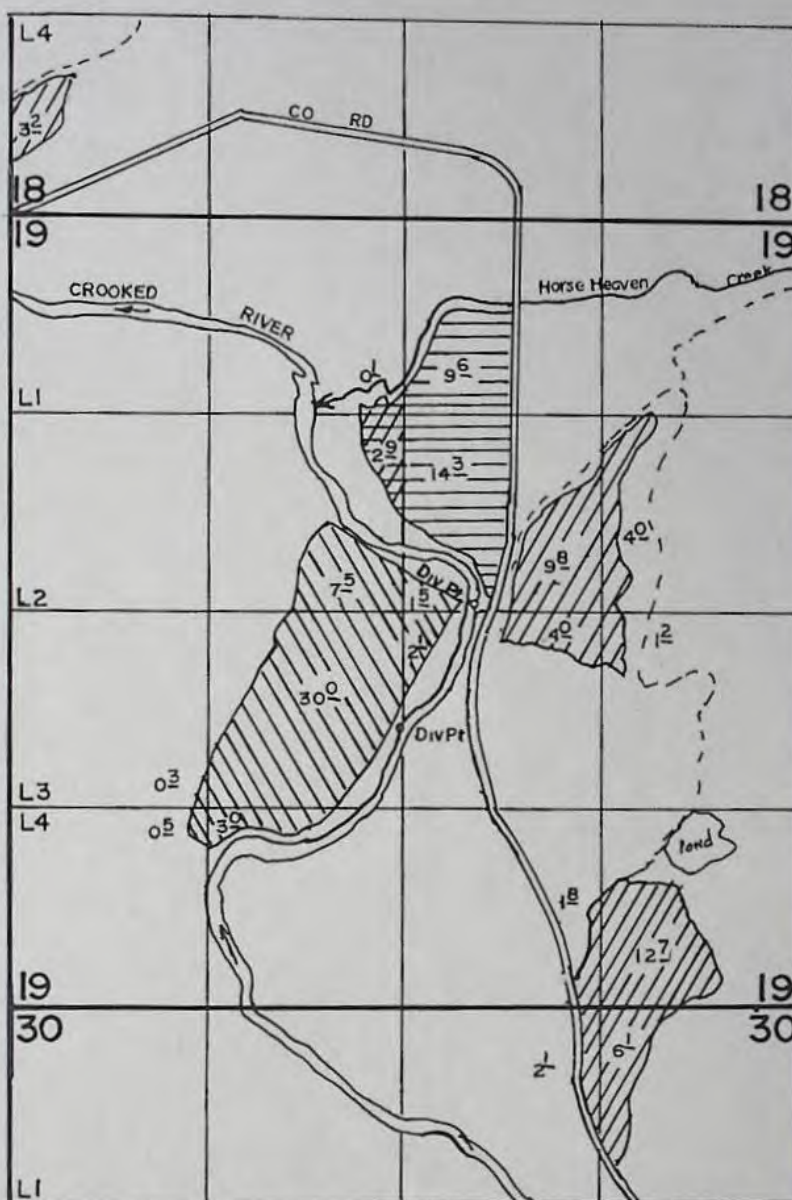 L4
3 2
CO RD
18 18
19 19
CROOKED
RIVER
Horse Heaven Creek
0 1
9 6
L1
2 9
14 3
7 5
Div Pt
1 5
9 8
4 0
L2
2 1
4 0
1 2
30 0
Div Pt
0 3
L3
L4
0 5
3 0
Pond
1 8
12 7
19 19
30 30
6 1
2 1
L1